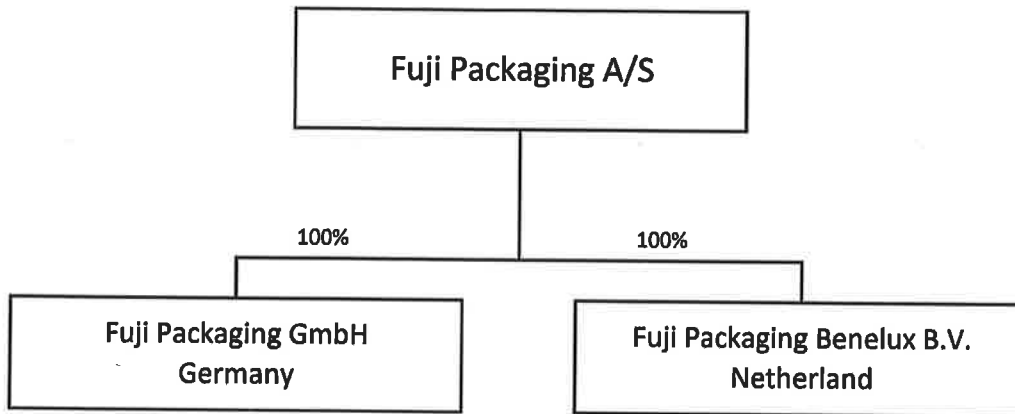 Fuji Packaging A/S
100%
100%
Fuji Packaging GmbH
Germany
Fuji Packaging Benelux B.V.
Netherland